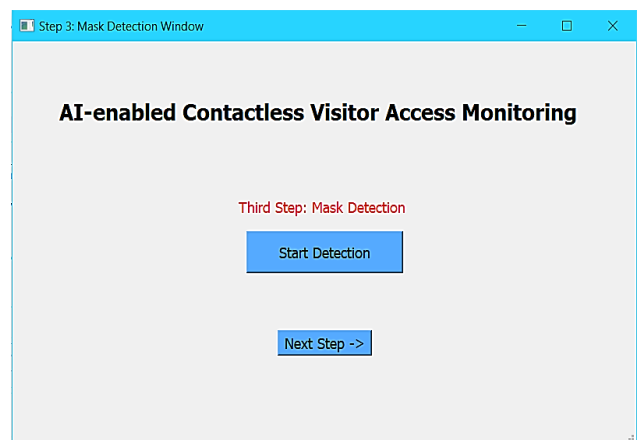 Step 3: Mask Detection Window
AI-enabled Contactless Visitor Access Monitoring
Third Step: Mask Detection
Start Detection
Next Step ->